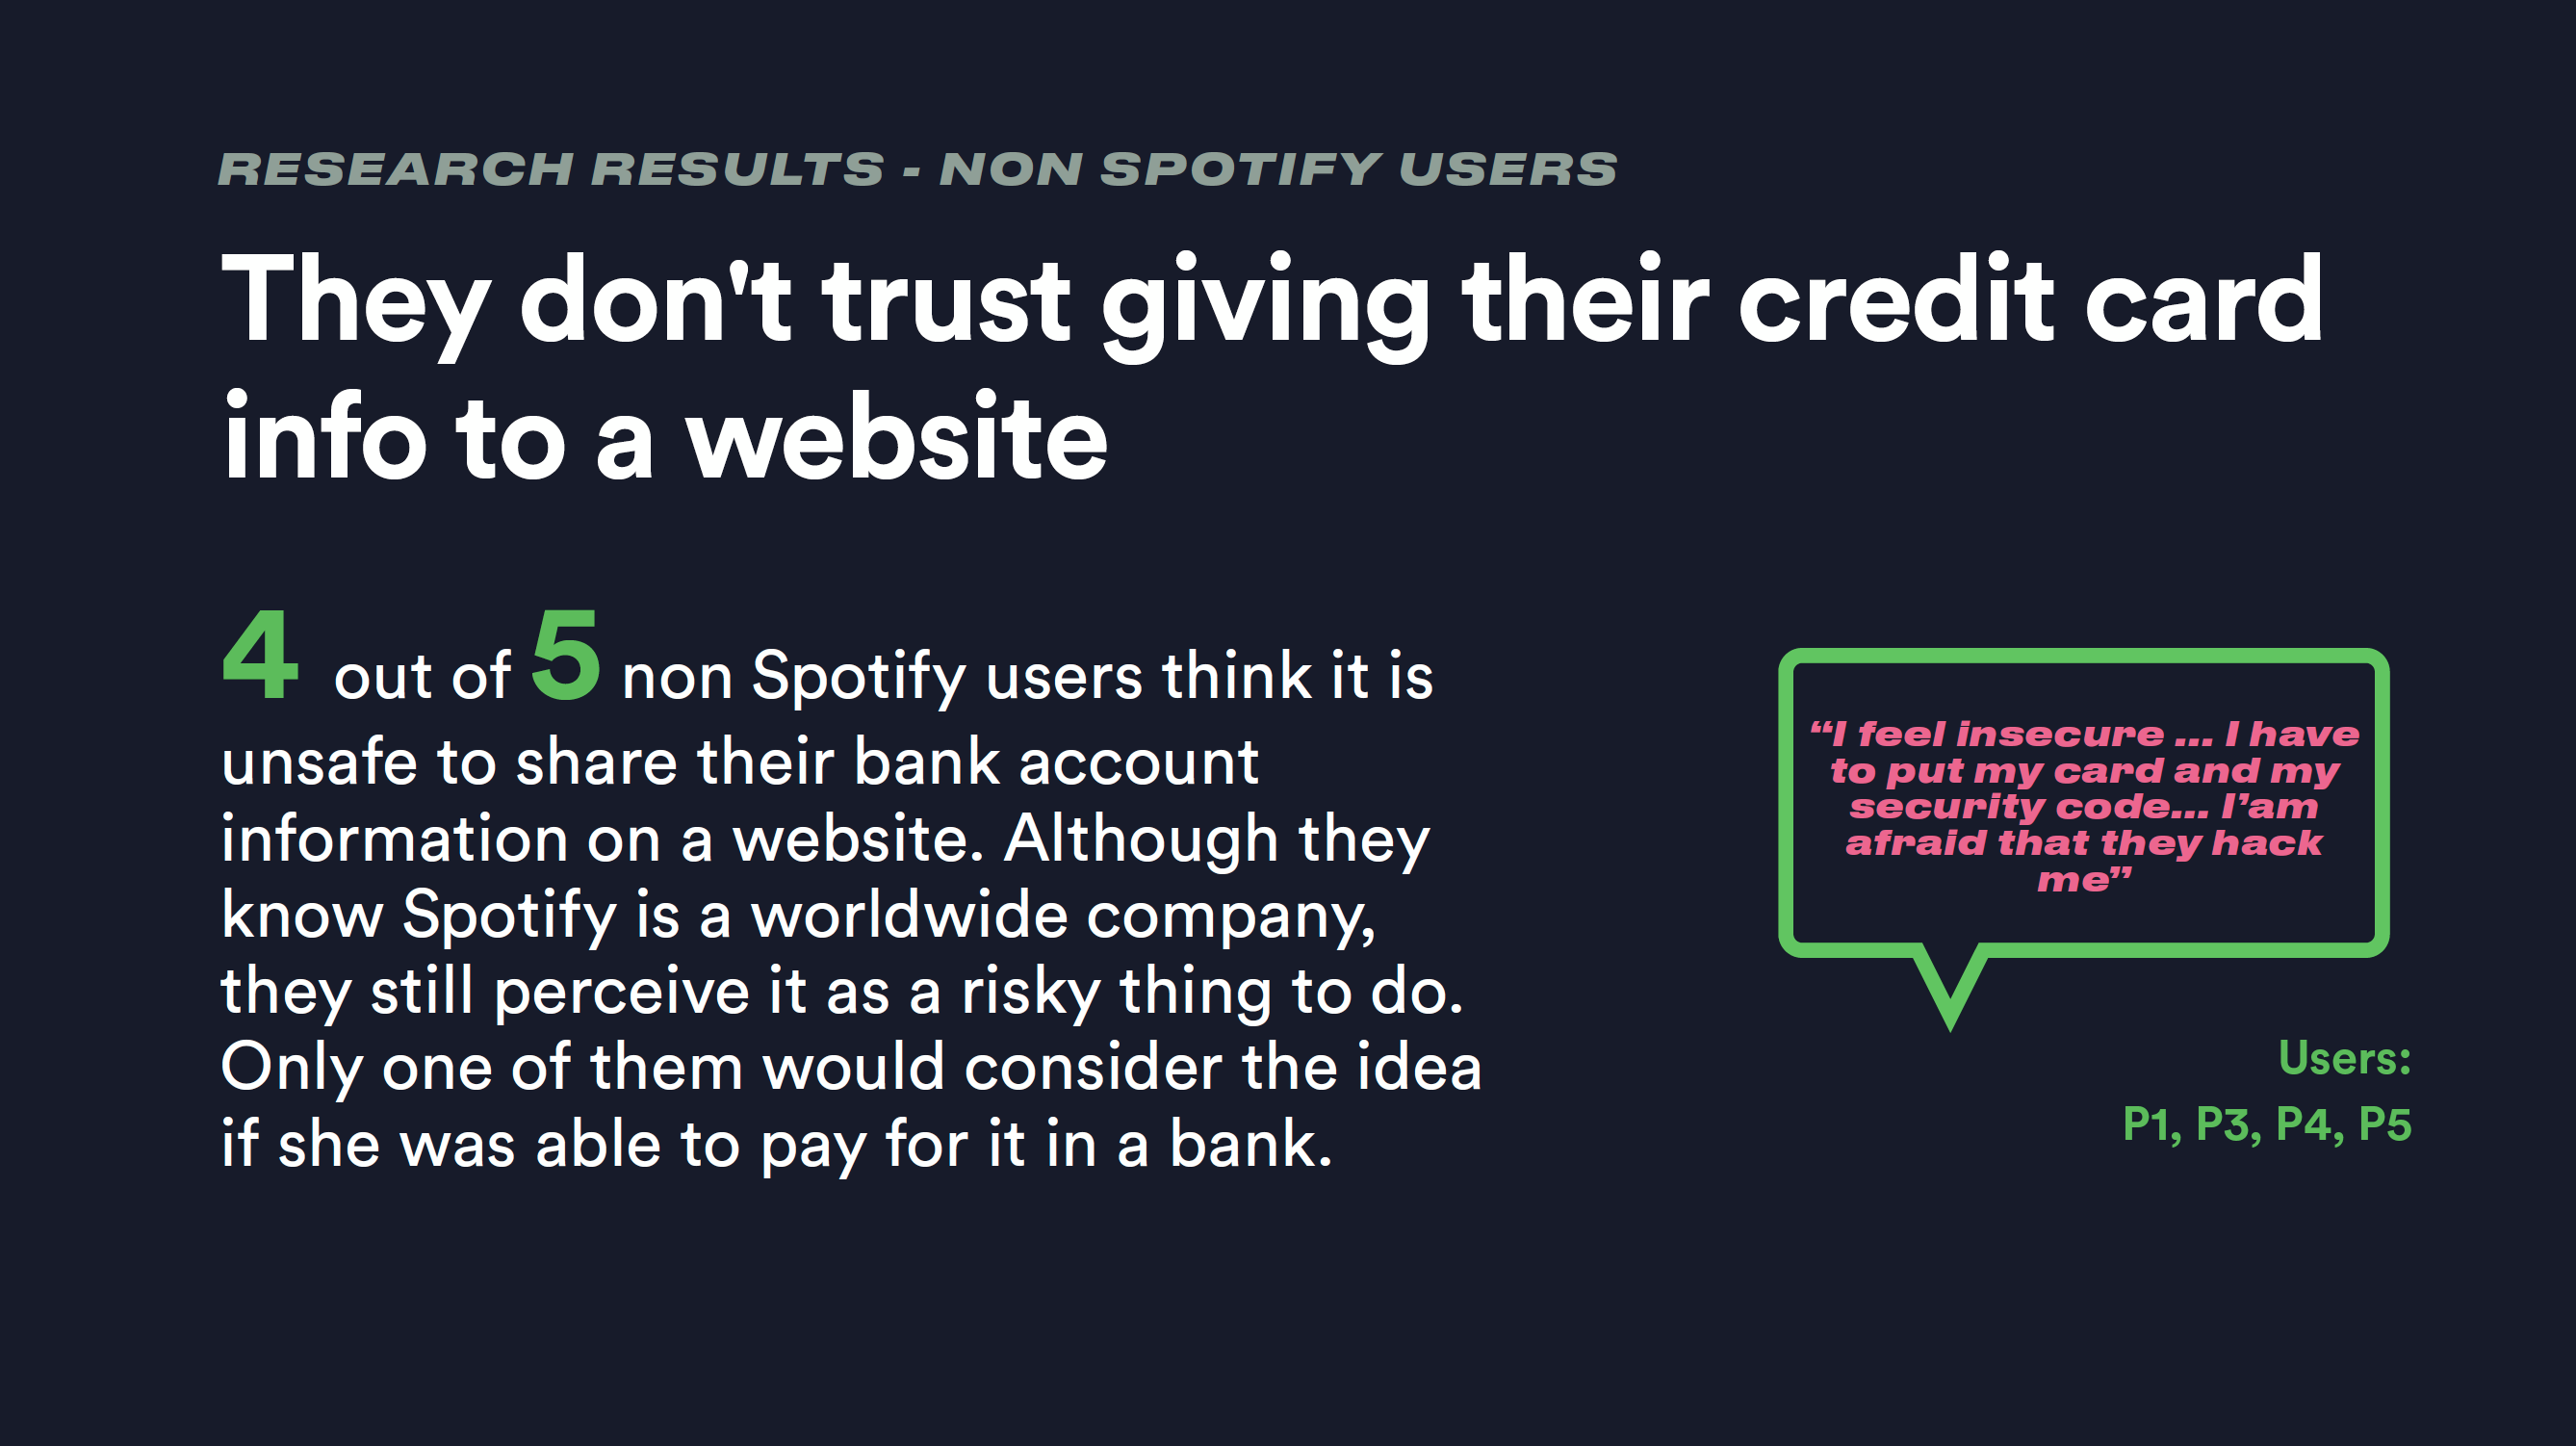 RESEARCH RESULTS - NON SPOTIFY USERS
They don't trust giving their credit card
info to a website
4 out of 5 non Spotify users think it is
unsafe to share their bank account
information on a website. Although they
know Spotify is a worldwide company,
they still perceive it as a risky thing to do.
Only one of them would consider the idea
if she was able to pay for it in a bank.
“I feel insecure ... I have
to put my card and my
security code... I’am
afraid that they hack
me”
Users:
P1, P3, P4, P5